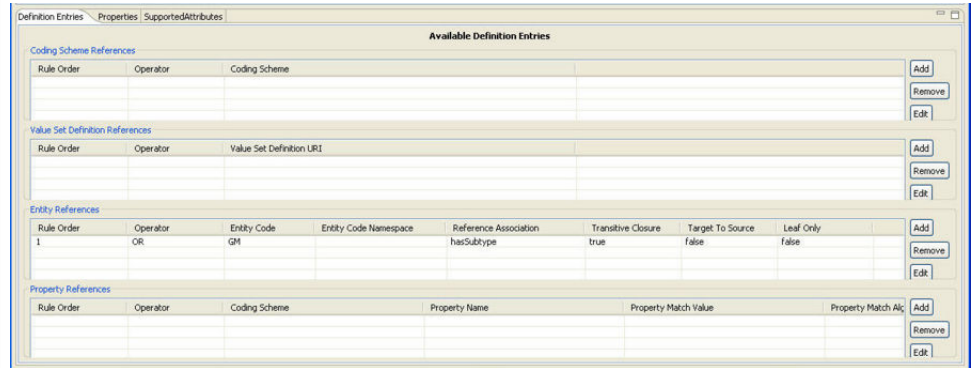 Definition Entries Properties SupportedAttributes
Available Definition Entries
Coding Scheme References
Rule Order Operator Coding Scheme
Add
Remove
Edit
Value Set Definition References
Rule Order Operator Value Set Definition URI
Add
Remove
Edit
Entity References
Rule Order Operator Entity Code Entity Code Namespace Reference Association Transitive Closure Target To Source Leaf Only
1 OR GM hasSubtype true false false
Add
Remove
Edit
Property References
Rule Order Operator Coding Scheme Property Name Property Match Value Property Match Alg
Add
Remove
Edit